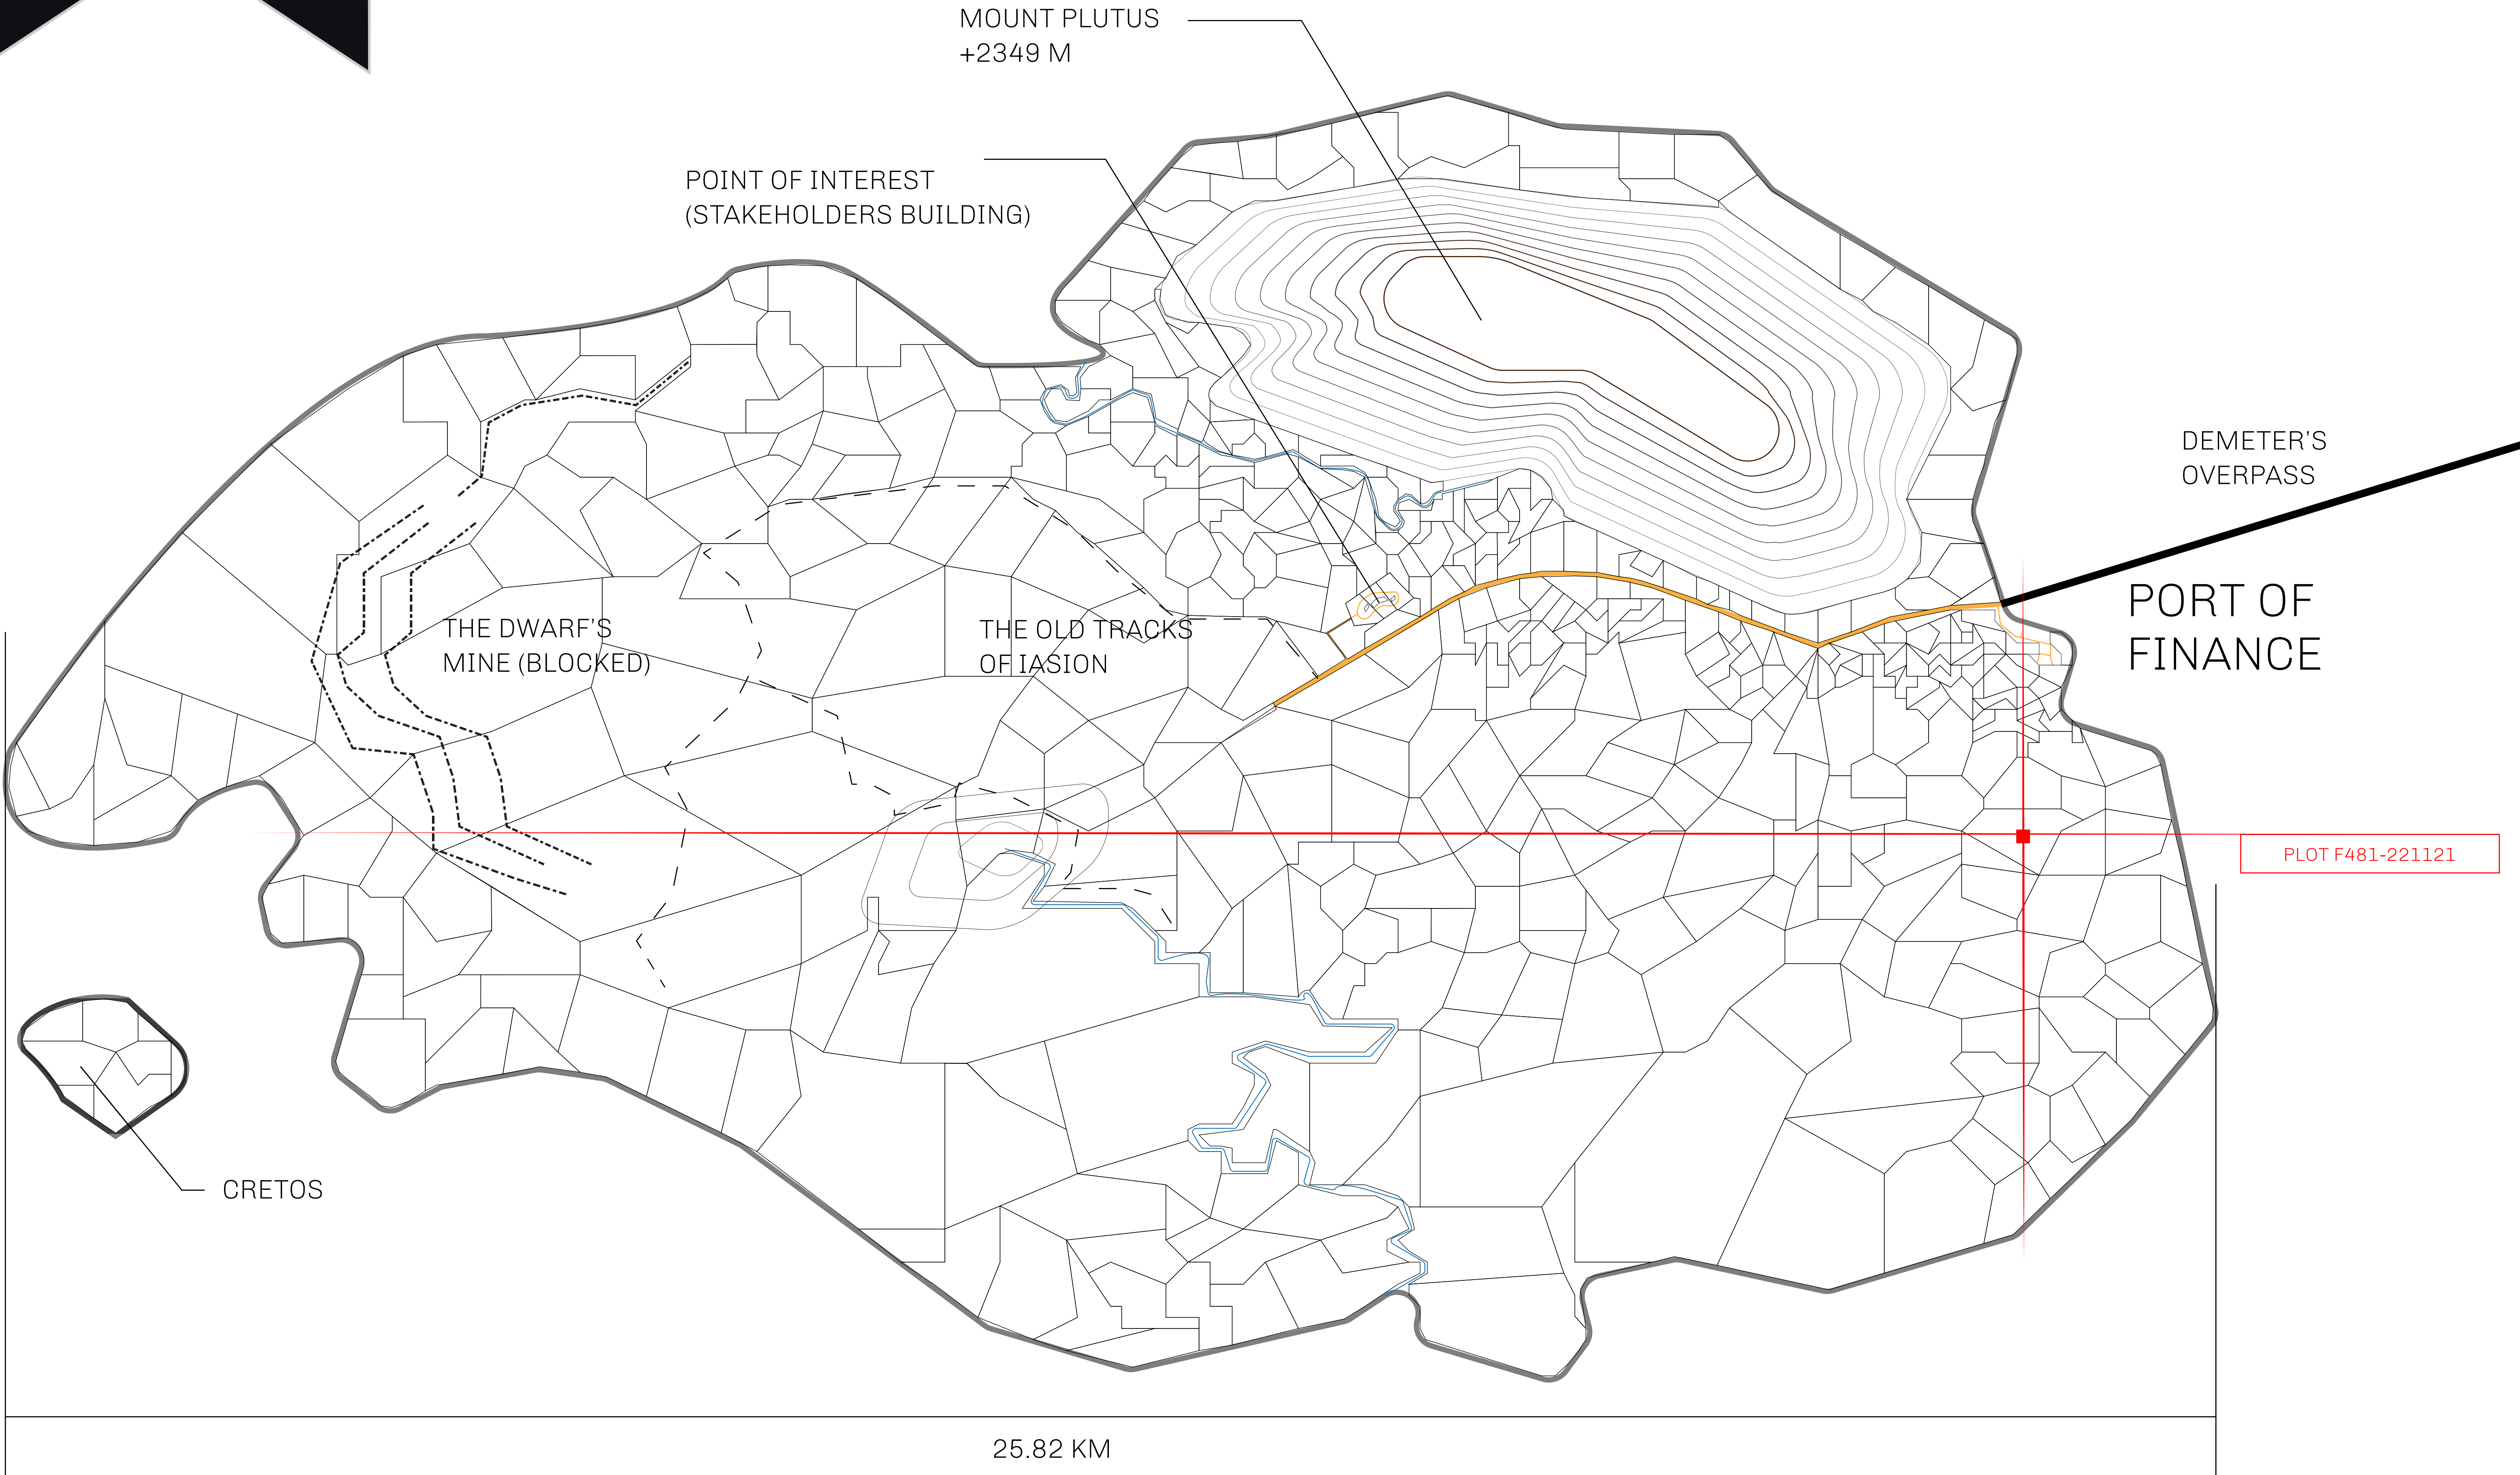 MOUNT PLUTUS
+2349 M
POINT OF INTEREST
(STAKEHOLDERS BUILDING)
DEMETER'S
OVERPASS
PORT OF
FINANCE
THE DWARF'S
MINE (BLOCKED)
THE OLD TRACKS
OF IASION
PLOT F481-221121
CRETOS
25.82 KM